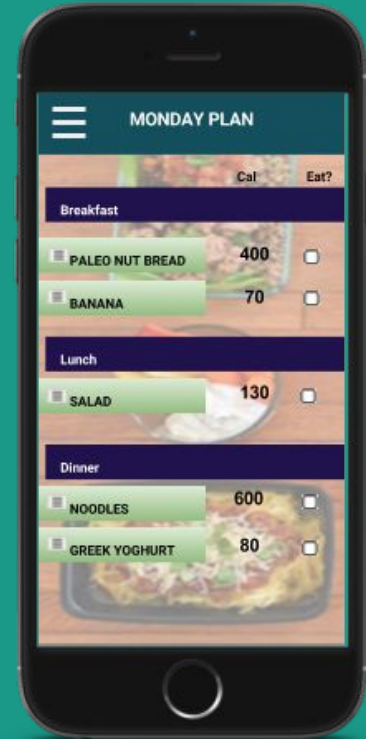 MONDAY PLAN
Cal Eat?
Breakfast
PALEO NUT BREAD 400
BANANA 70
Lunch
SALAD 130
Dinner
NOODLES 600
GREEK YOGHURT 80